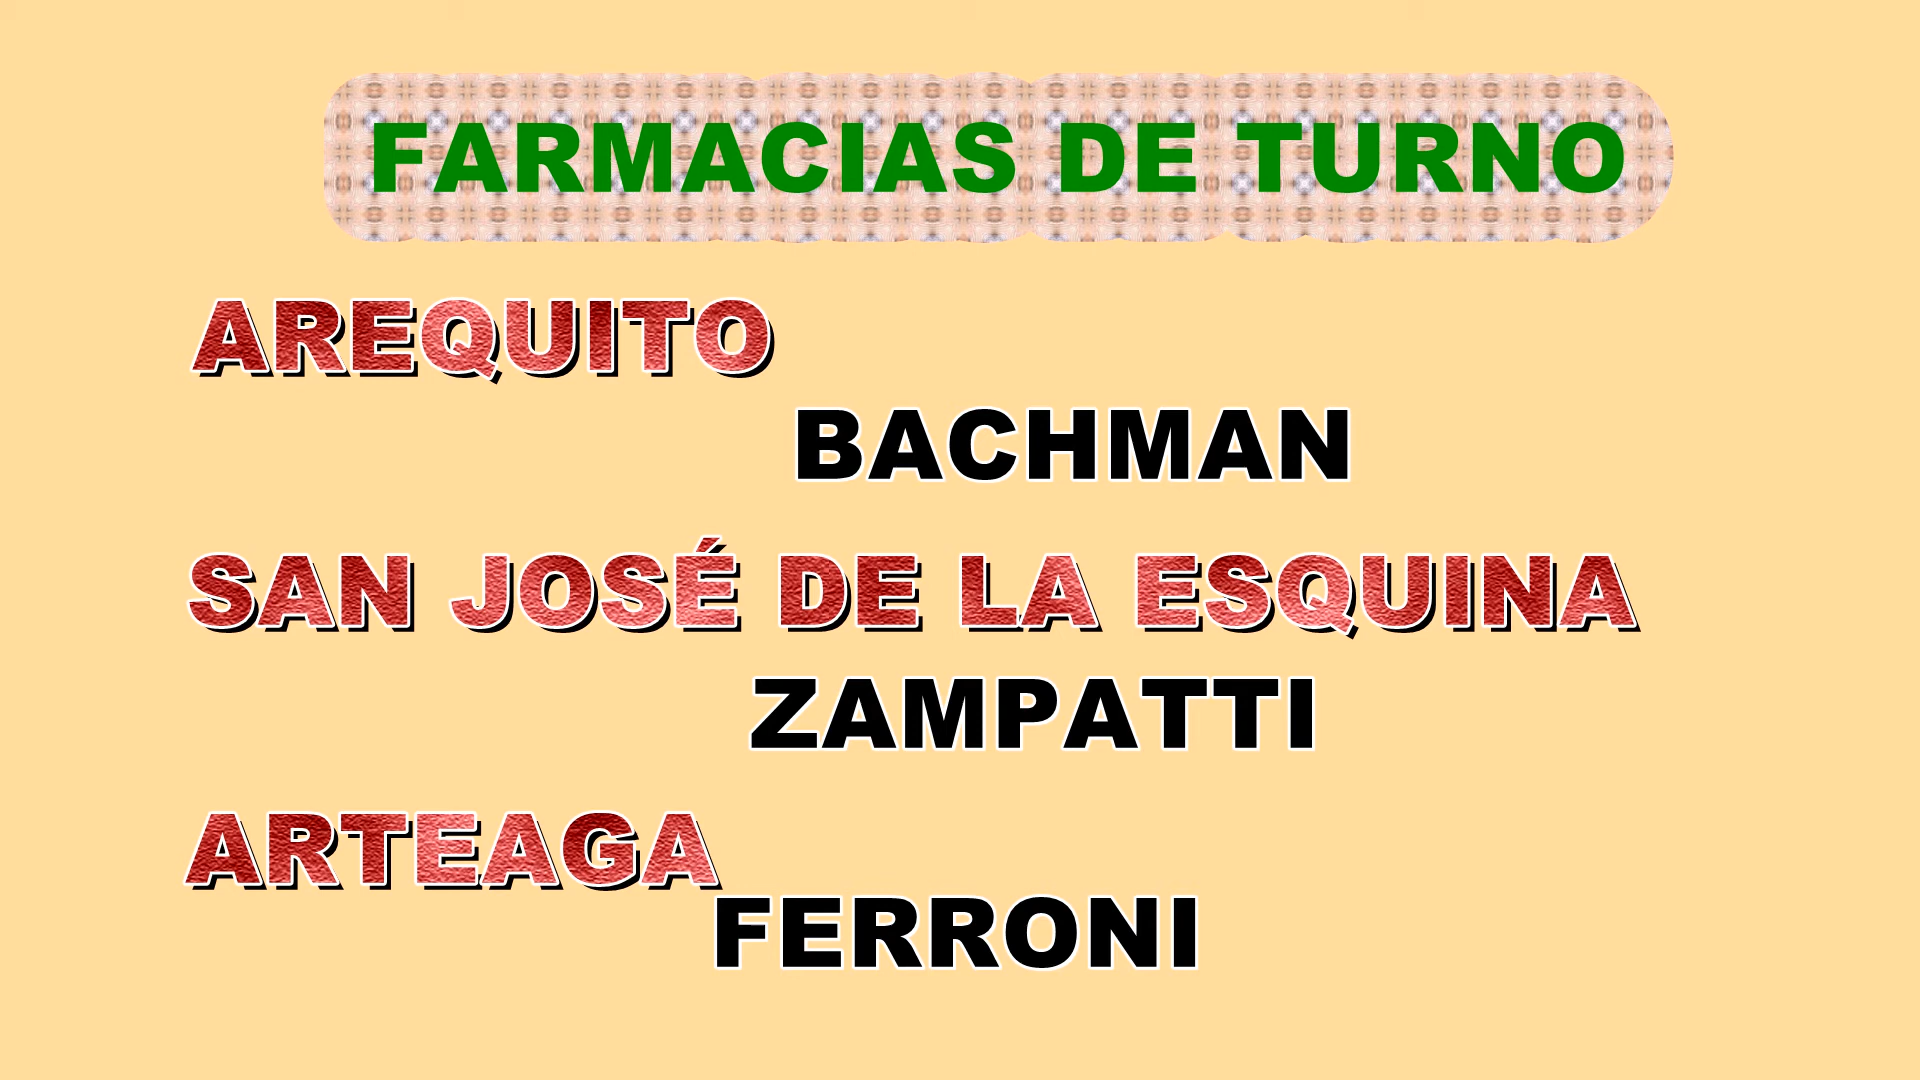 FARMACIAS DE TURNO
AREQUITO
BACHMAN
SAN JOSÉ DE LA ESQUINA
ZAMPATTI
ARTEAGA
FERRONI